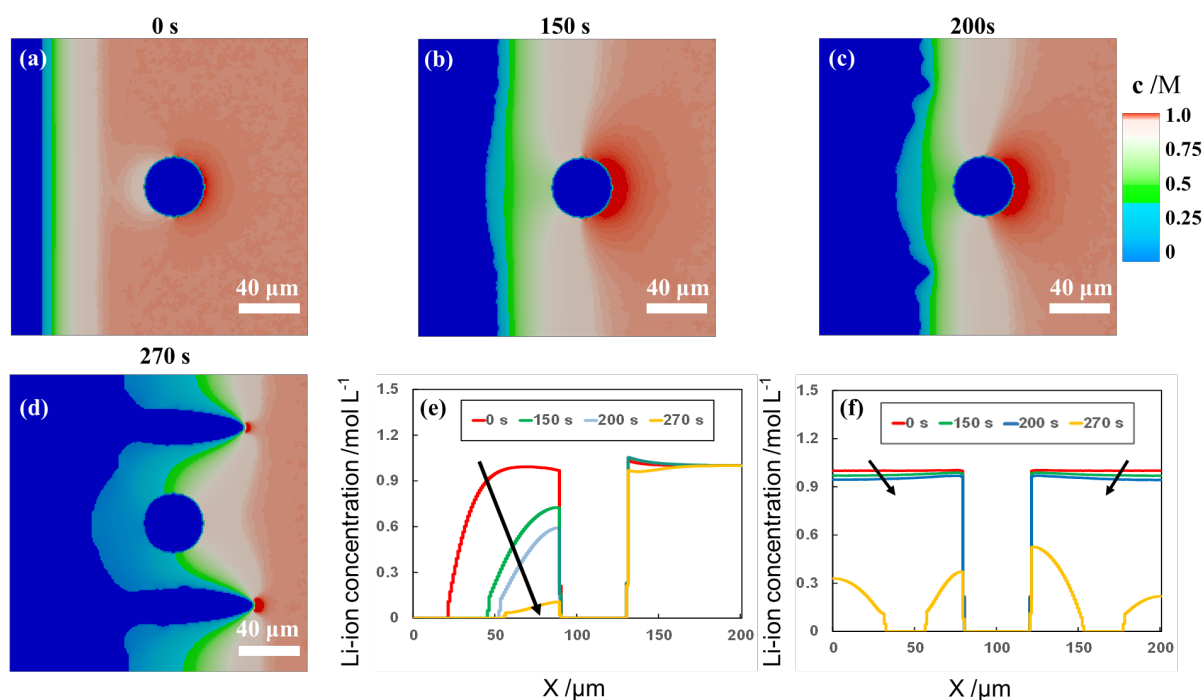 0 s
150 s
200s
(a)
(b)
(c)
c /M
1.0
0.75
0.5
0.25
0
40 μm
40 μm
40 μm
270 s
(d)
40 μm
Li-ion concentration /mol L⁻¹
1.5
1.2
0.9
0.6
0.3
0
(e)
0 s 150 s 200 s 270 s
0 50 100 150 200
X /μm
Li-ion concentration /mol L⁻¹
1.5
1.2
0.9
0.6
0.3
0
(f)
0 s 150 s 200 s 270 s
0 50 100 150 200
X /μm